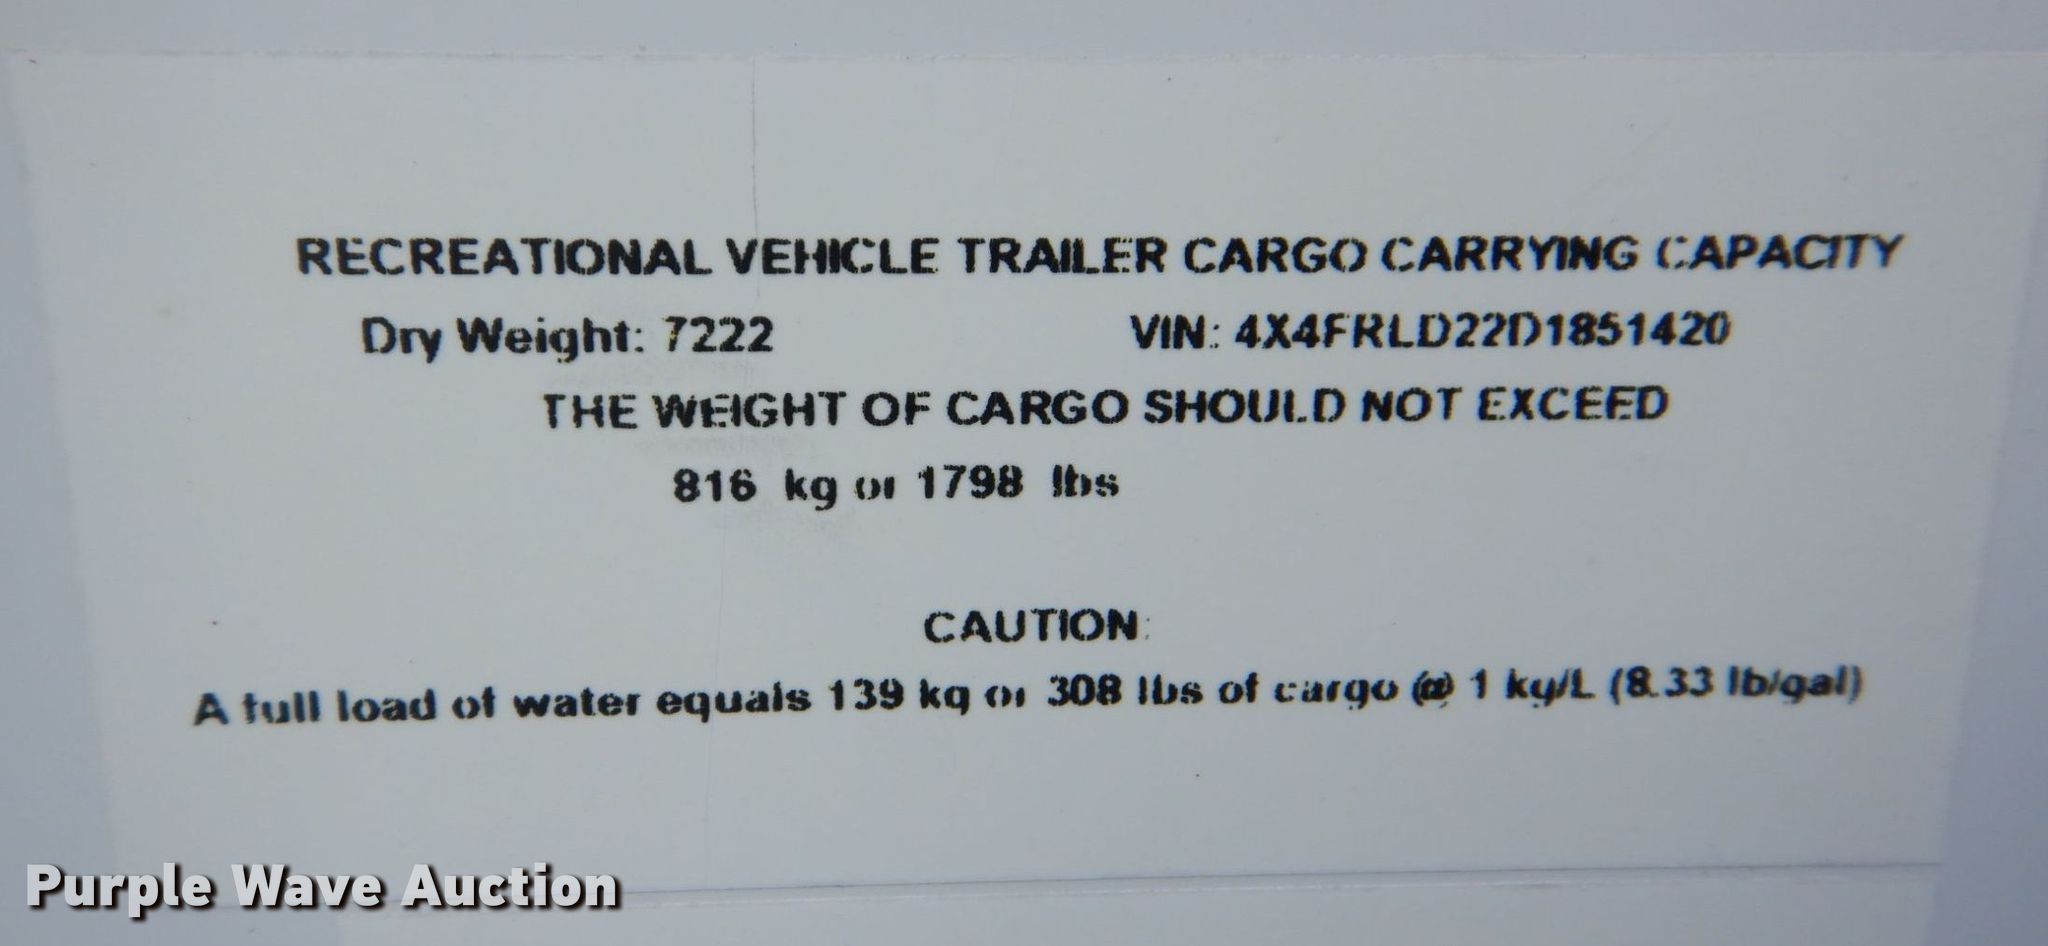 RECREATIONAL VEHICLE TRAILER CARGO CARRYING CAPACITY
Dry Weight: 7222 VIN: 4X4FRLD22D1851420
THE WEIGHT OF CARGO SHOULD NOT EXCEED
816 kg or 1798 lbs
CAUTION:
A full load of water equals 139 kg or 308 lbs of cargo @ 1 kg/L (8.33 lb/gal)
Purple Wave Auction